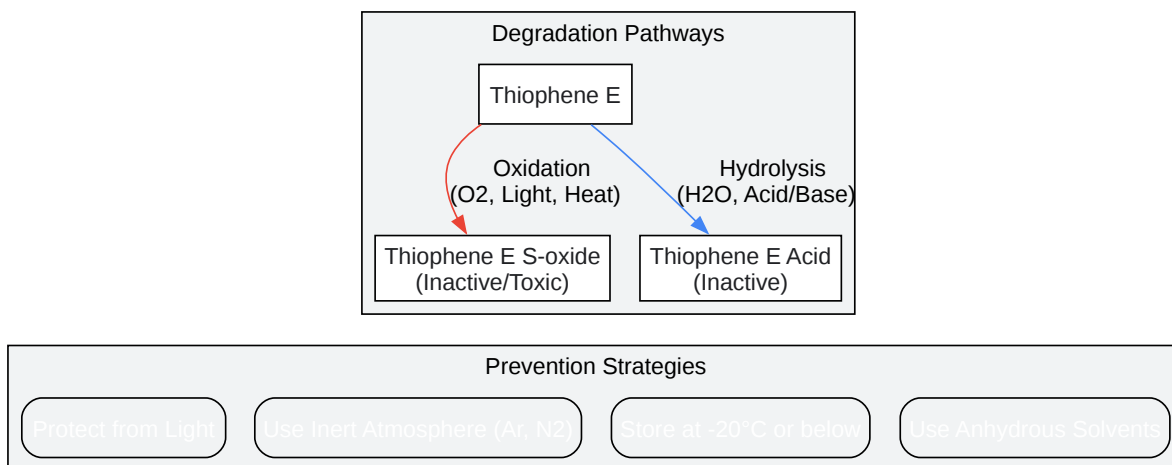 Degradation Pathways
Thiophene E
Oxidation
(O2, Light, Heat)
Hydrolysis
(H2O, Acid/Base)
Thiophene E S-oxide
(Inactive/Toxic)
Thiophene E Acid
(Inactive)
Prevention Strategies
Protect from Light
Use Inert Atmosphere (Ar, N2)
Store at -20°C or below
Use Anhydrous Solvents